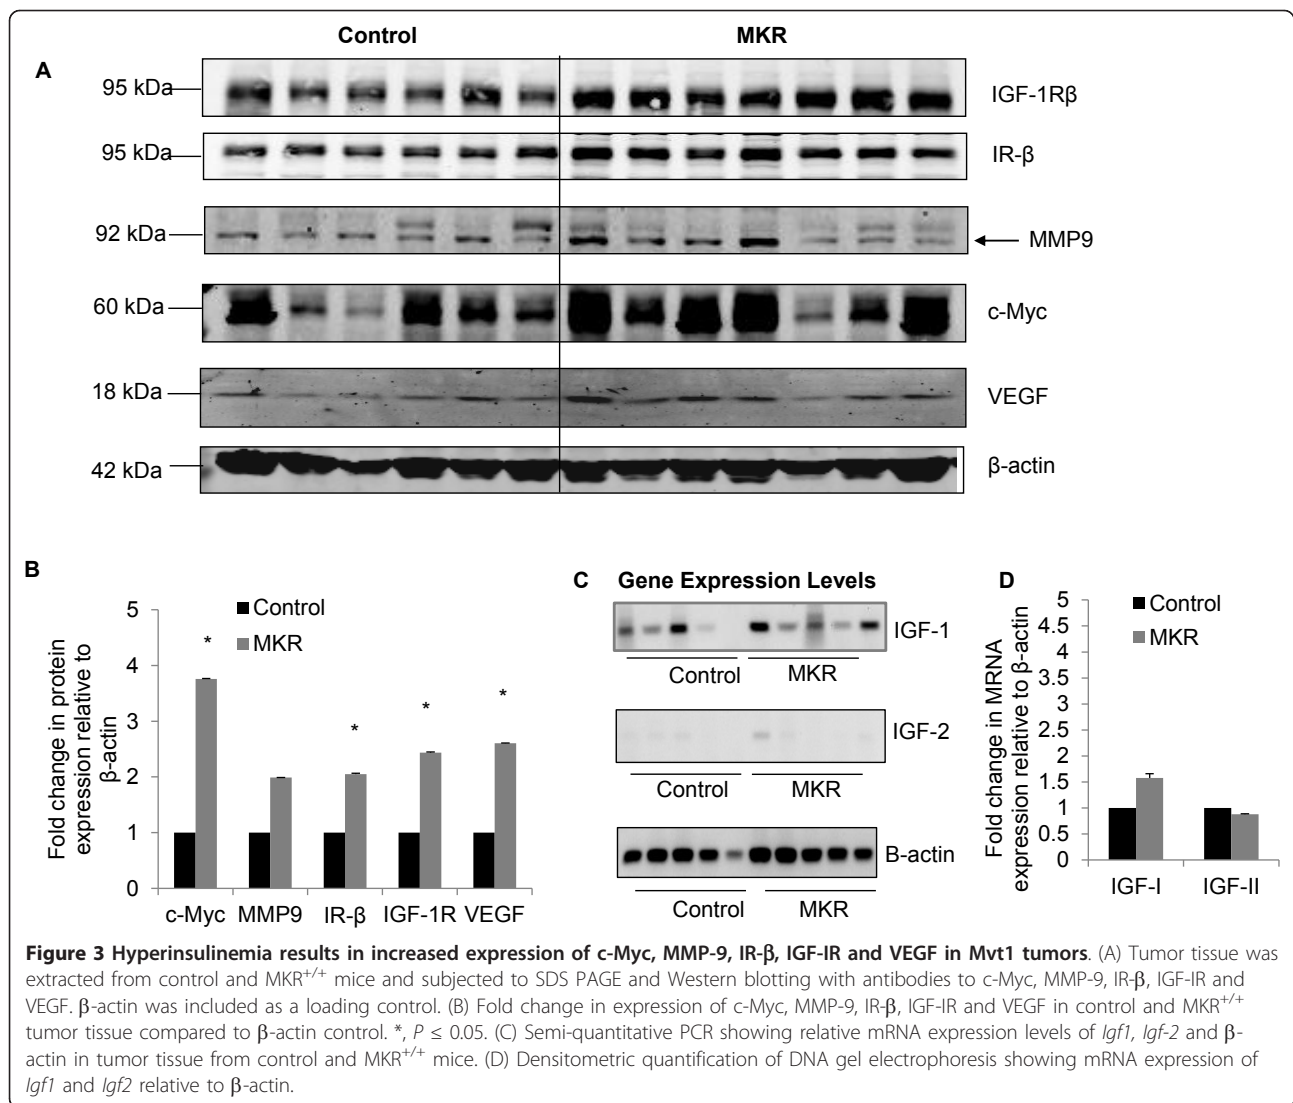 Control MKR
A
95 kDa IGF-1Rβ
95 kDa IR-β
92 kDa MMP9
60 kDa c-Myc
18 kDa VEGF
42 kDa β-actin
B
Control
MKR
Fold change in protein
expression relative to
β-actin
5
4
3
2
1
0
*
*
*
*
c-Myc MMP9 IR-β IGF-1R VEGF
C Gene Expression Levels
IGF-1
Control MKR
IGF-2
Control MKR
B-actin
Control MKR
D
Control
MKR
Fold change in MRNA
expression relative to β-actin
5
4.5
4
3.5
3
2.5
2
1.5
1
0.5
0
IGF-I IGF-II
Figure 3 Hyperinsulinemia results in increased expression of c-Myc, MMP-9, IR-β, IGF-IR and VEGF in Mvt1 tumors. (A) Tumor tissue was
extracted from control and MKR+/+ mice and subjected to SDS PAGE and Western blotting with antibodies to c-Myc, MMP-9, IR-β, IGF-IR and
VEGF. β-actin was included as a loading control. (B) Fold change in expression of c-Myc, MMP-9, IR-β, IGF-IR and VEGF in control and MKR+/+
tumor tissue compared to β-actin control. *, P ≤ 0.05. (C) Semi-quantitative PCR showing relative mRNA expression levels of Igf1, Igf-2 and β-
actin in tumor tissue from control and MKR+/+ mice. (D) Densitometric quantification of DNA gel electrophoresis showing mRNA expression of
Igf1 and Igf2 relative to β-actin.